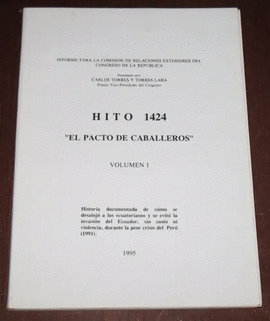 INFORME PARA LA COMISION DE RELACIONES EXTERIORES DEL
CONGRESO DE LA REPUBLICA
Formulado por
CARLOS TORRES Y TORRES LARA
Primer Vice-Presidente del Congreso
HITO 1424
"EL PACTO DE CABALLEROS"
VOLUMEN 1
Historia documentada de cómo se
desalojó a los ecuatorianos y se evitó la
invasión del Ecuador, sin costo ni
violencia, durante la peor crisis del Perú
(1991).
1995